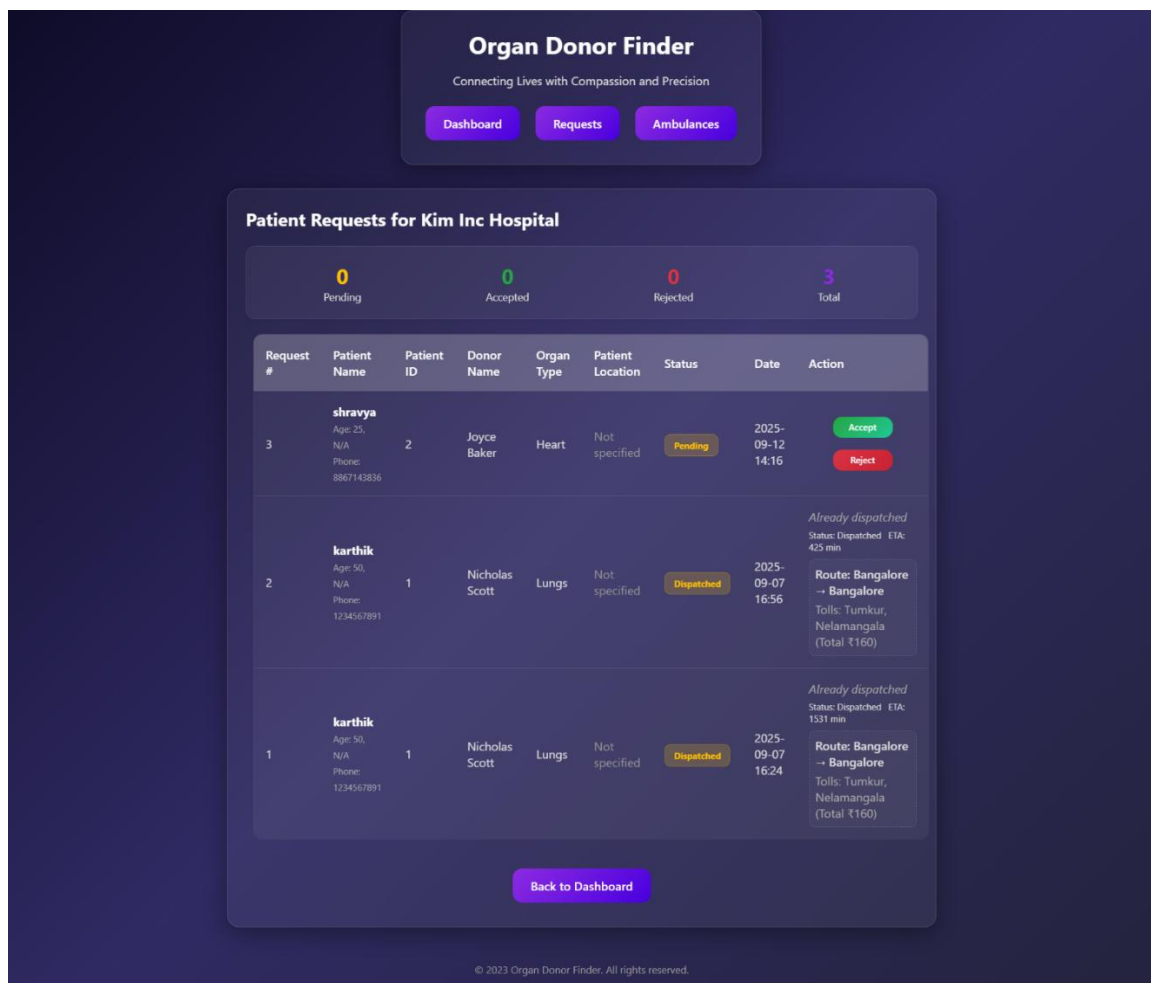 Organ Donor Finder
Connecting Lives with Compassion and Precision
Dashboard Requests Ambulances
Patient Requests for Kim Inc Hospital
0 0 0 3
Pending Accepted Rejected Total
Request # Patient Name Patient ID Donor Name Organ Type Patient Location Status Date Action
shravya
Age: 25,
N/A
Phone:
8867143836
3 2 Joyce Baker Heart Not specified Pending 2025-09-12 14:16
Accept
Reject
karthik
Age: 50,
N/A
Phone:
1234567891
2 1 Nicholas Scott Lungs Not specified Dispatched 2025-09-07 16:56
Already dispatched
Status: Dispatched ETA:
425 min
Route: Bangalore
→ Bangalore
Tolls: Tumkur,
Nelamangala
(Total ₹160)
karthik
Age: 50,
N/A
Phone:
1234567891
1 1 Nicholas Scott Lungs Not specified Dispatched 2025-09-07 16:24
Already dispatched
Status: Dispatched ETA:
1531 min
Route: Bangalore
→ Bangalore
Tolls: Tumkur,
Nelamangala
(Total ₹160)
Back to Dashboard
© 2023 Organ Donor Finder. All rights reserved.